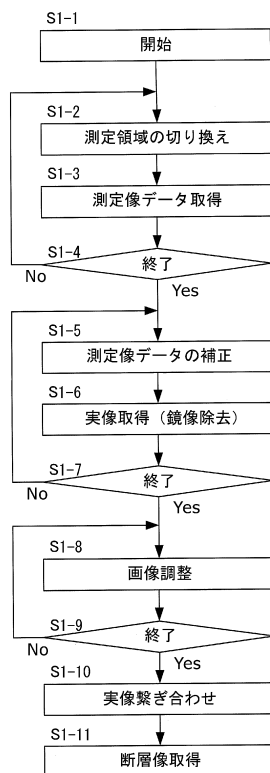 S1-1
開始
S1-2
測定領域の切り換え
S1-3
測定像データ取得
S1-4
終了
No
Yes
S1-5
測定像データの補正
S1-6
実像取得（鏡像除去）
S1-7
終了
No
Yes
S1-8
画像調整
S1-9
終了
No
Yes
S1-10
実像繋ぎ合わせ
S1-11
断層像取得